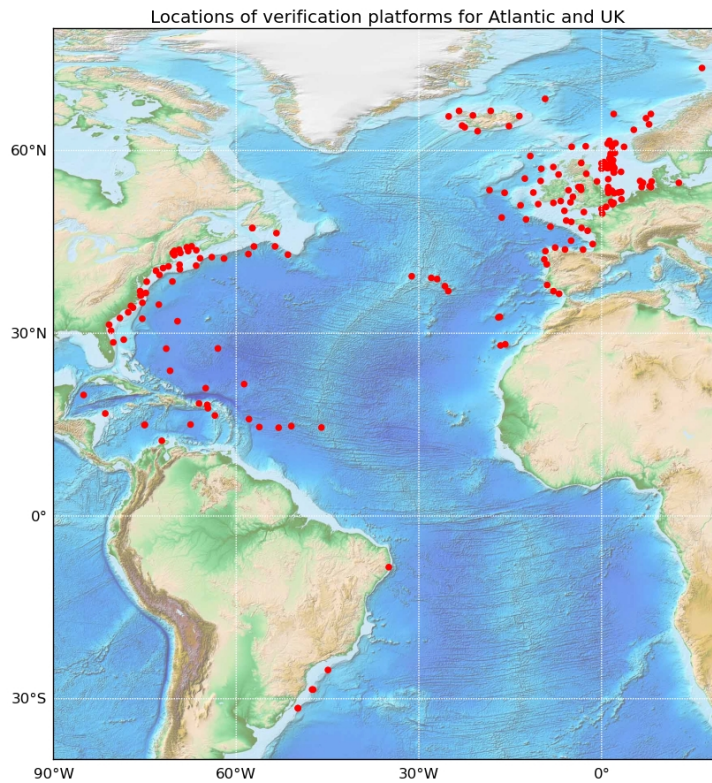 Locations of verification platforms for Atlantic and UK
60°N
30°N
0°
30°S
90°W
60°W
30°W
0°